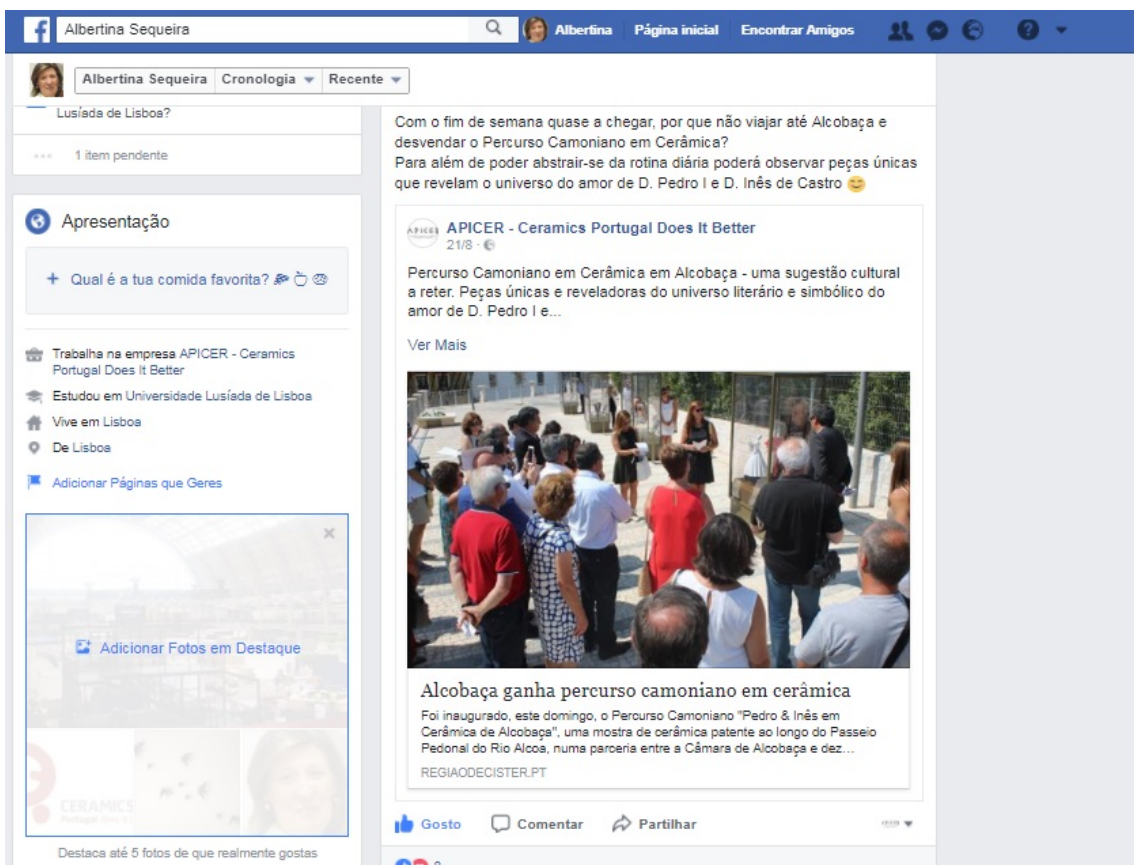 Albertina Sequeira
Albertina Página inicial Encontrar Amigos
Albertina Sequeira Cronologia Recente
Lusíada de Lisboa?
1 item pendente
Apresentação
+ Qual é a tua comida favorita?
Trabalha na empresa APICER - Ceramics
Portugal Does It Better
Estudou em Universidade Lusíada de Lisboa
Vive em Lisboa
De Lisboa
Adicionar Páginas que Geres
Adicionar Fotos em Destaque
CERAMICS
Portugal does it
Destaca até 5 fotos de que realmente gostas
Com o fim de semana quase a chegar, por que não viajar até Alcobaça e
desvendar o Percurso Camoniano em Cerâmica?
Para além de poder abstrair-se da rotina diária poderá observar peças únicas
que revelam o universo do amor de D. Pedro I e D. Inês de Castro 😊
APICER
APICER - Ceramics Portugal Does It Better
21/8 ·
Percurso Camoniano em Cerâmica em Alcobaça - uma sugestão cultural
a reter. Peças únicas e reveladoras do universo literário e simbólico do
amor de D. Pedro I e...
Ver Mais
Alcobaça ganha percurso camoniano em cerâmica
Foi inaugurado, este domingo, o Percurso Camoniano "Pedro & Inês em
Cerâmica de Alcobaça", uma mostra de cerâmica patente ao longo do Passeio
Pedonal do Rio Alcoa, numa parceria entre a Câmara de Alcobaça e dez...
REGIAODECISTER.PT
Gosto Comentar Partilhar